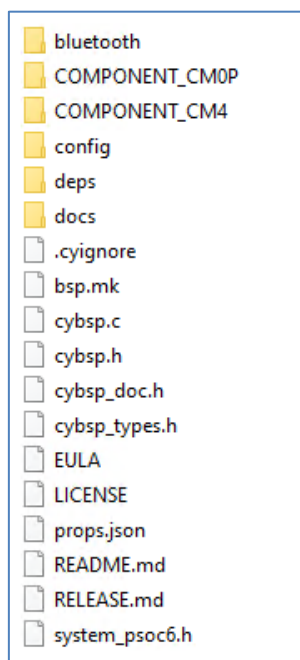 bluetooth
COMPONENT_CM0P
COMPONENT_CM4
config
deps
docs
.cyignore
bsp.mk
cybsp.c
cybsp.h
cybsp_doc.h
cybsp_types.h
EULA
LICENSE
props.json
README.md
RELEASE.md
system_psoc6.h